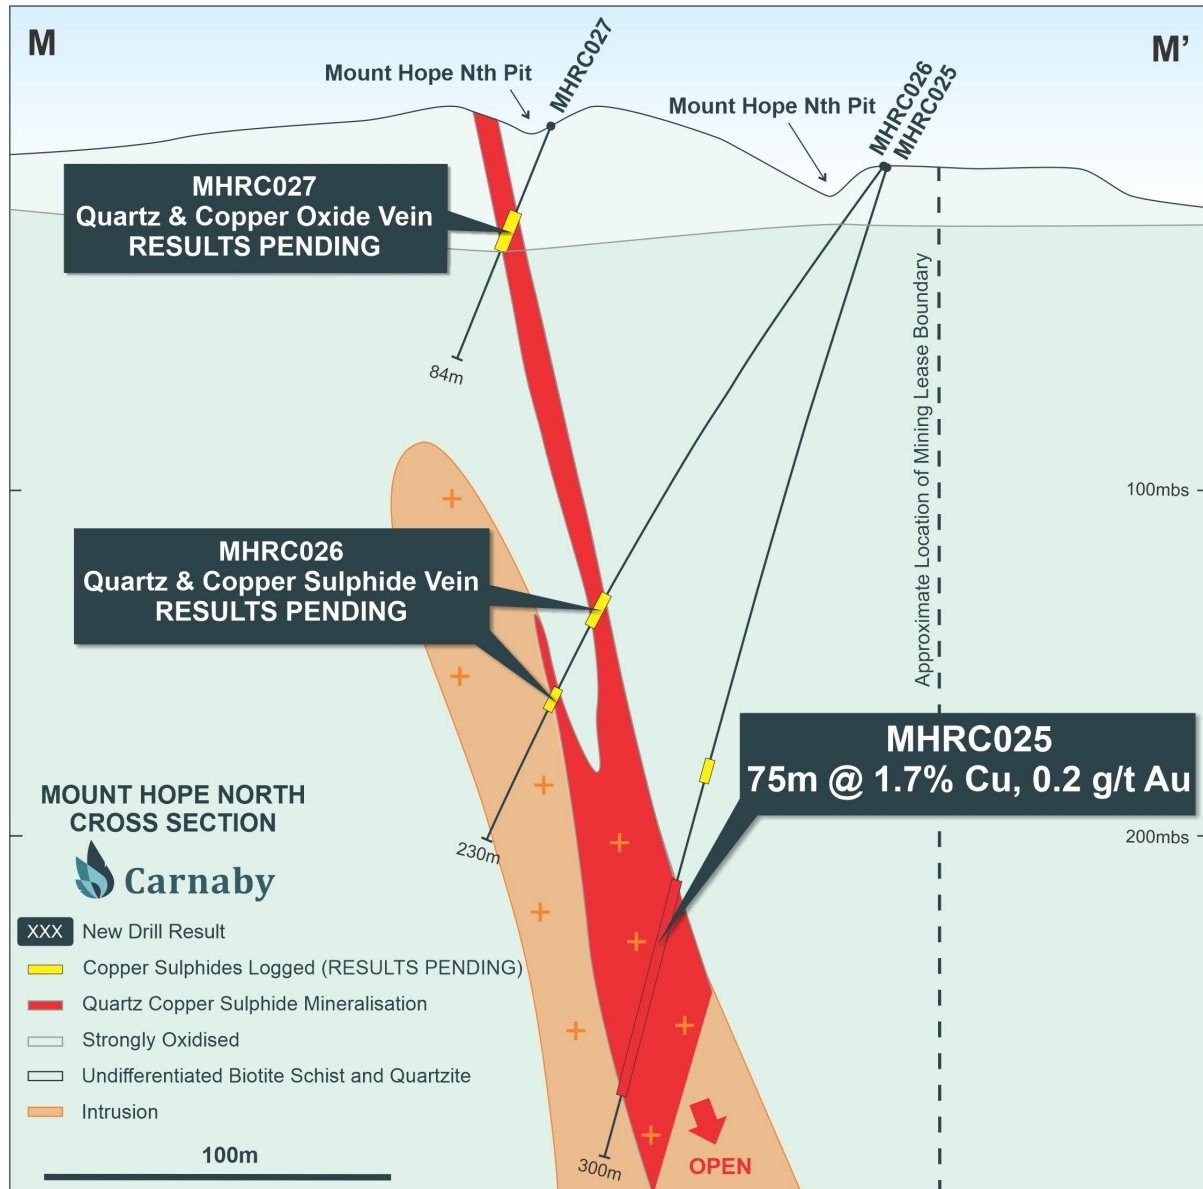 M
M'
MHRC027
Mount Hope Nth Pit
MHRC026
MHRC025
Mount Hope Nth Pit
MHRC027
Quartz & Copper Oxide Vein
RESULTS PENDING
84m
Approximate Location of Mining Lease Boundary
100mbs
MHRC026
Quartz & Copper Sulphide Vein
RESULTS PENDING
MHRC025
75m @ 1.7% Cu, 0.2 g/t Au
230m
200mbs
MOUNT HOPE NORTH
CROSS SECTION
Carnaby
XXX New Drill Result
Copper Sulphides Logged (RESULTS PENDING)
Quartz Copper Sulphide Mineralisation
Strongly Oxidised
Undifferentiated Biotite Schist and Quartzite
Intrusion
100m
300m
OPEN